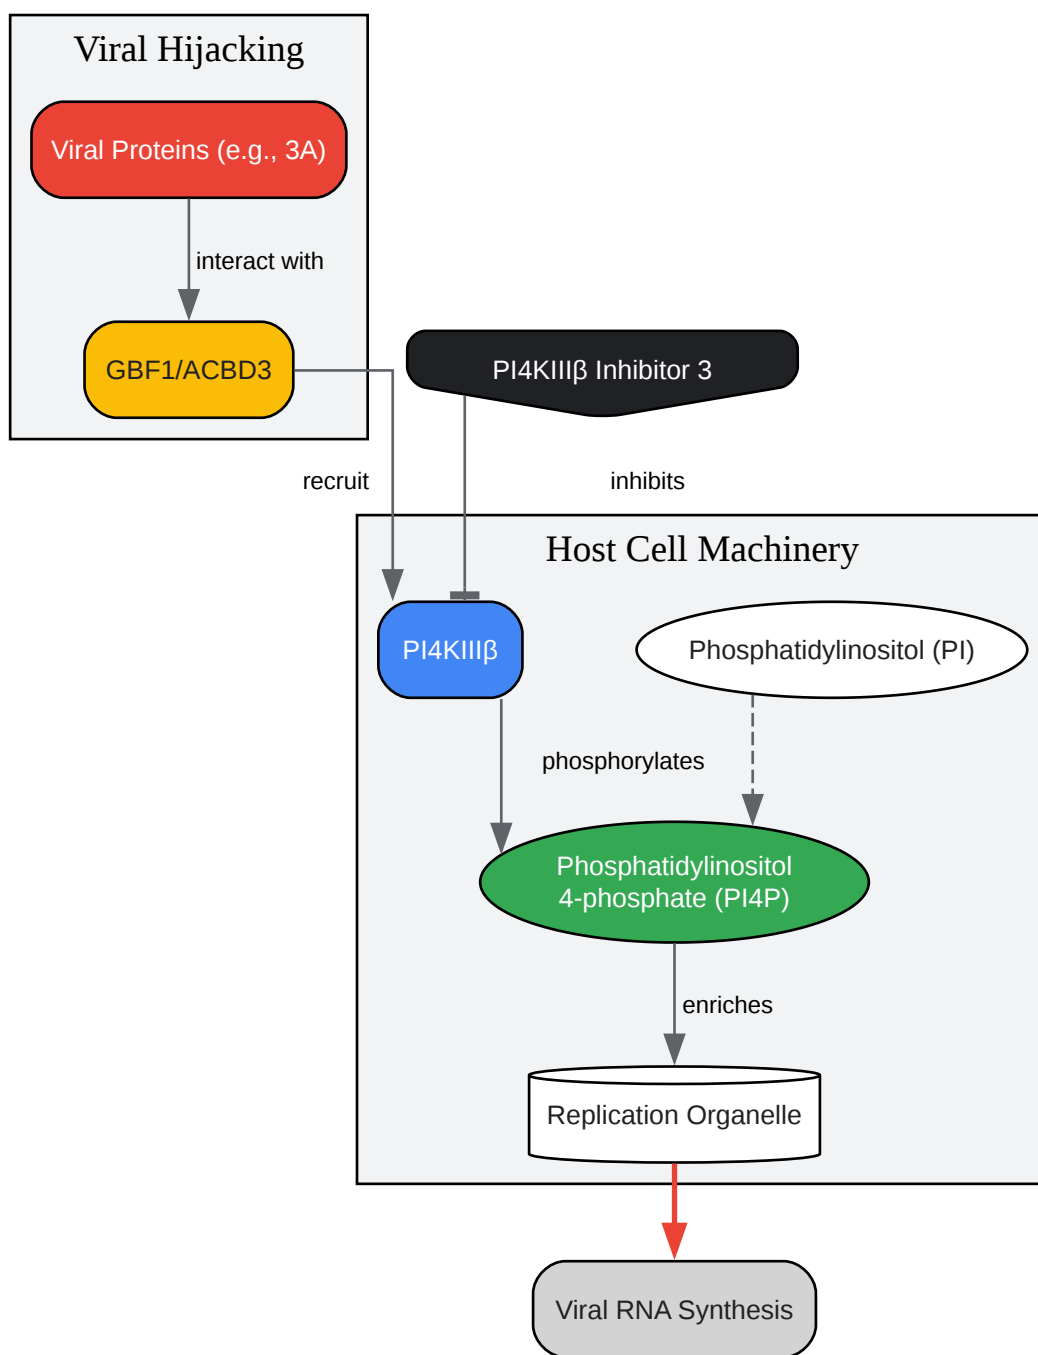 Viral Hijacking
Viral Proteins (e.g., 3A)
interact with
GBF1/ACBD3
PI4KIIIβ Inhibitor 3
recruit
inhibits
Host Cell Machinery
PI4KIIIβ
Phosphatidylinositol (PI)
phosphorylates
Phosphatidylinositol
4-phosphate (PI4P)
enriches
Replication Organelle
Viral RNA Synthesis